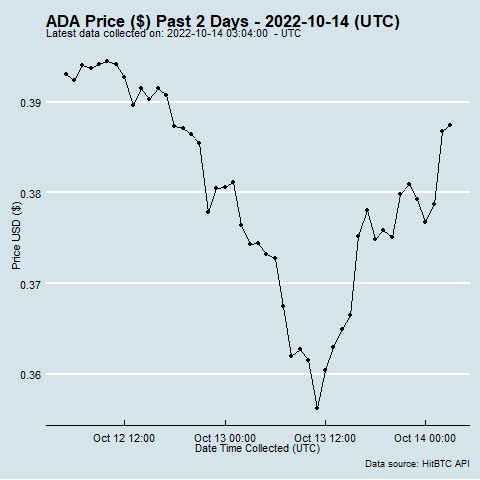 ADA Price ($) Past 2 Days - 2022-10-14 (UTC)
Latest data collected on: 2022-10-14 03:04:00  - UTC
0.39
0.38
0.37
0.36
Price USD ($)
Oct 12 12:00
Oct 13 00:00
Oct 13 12:00
Oct 14 00:00
Date Time Collected (UTC)
Data source: HitBTC API